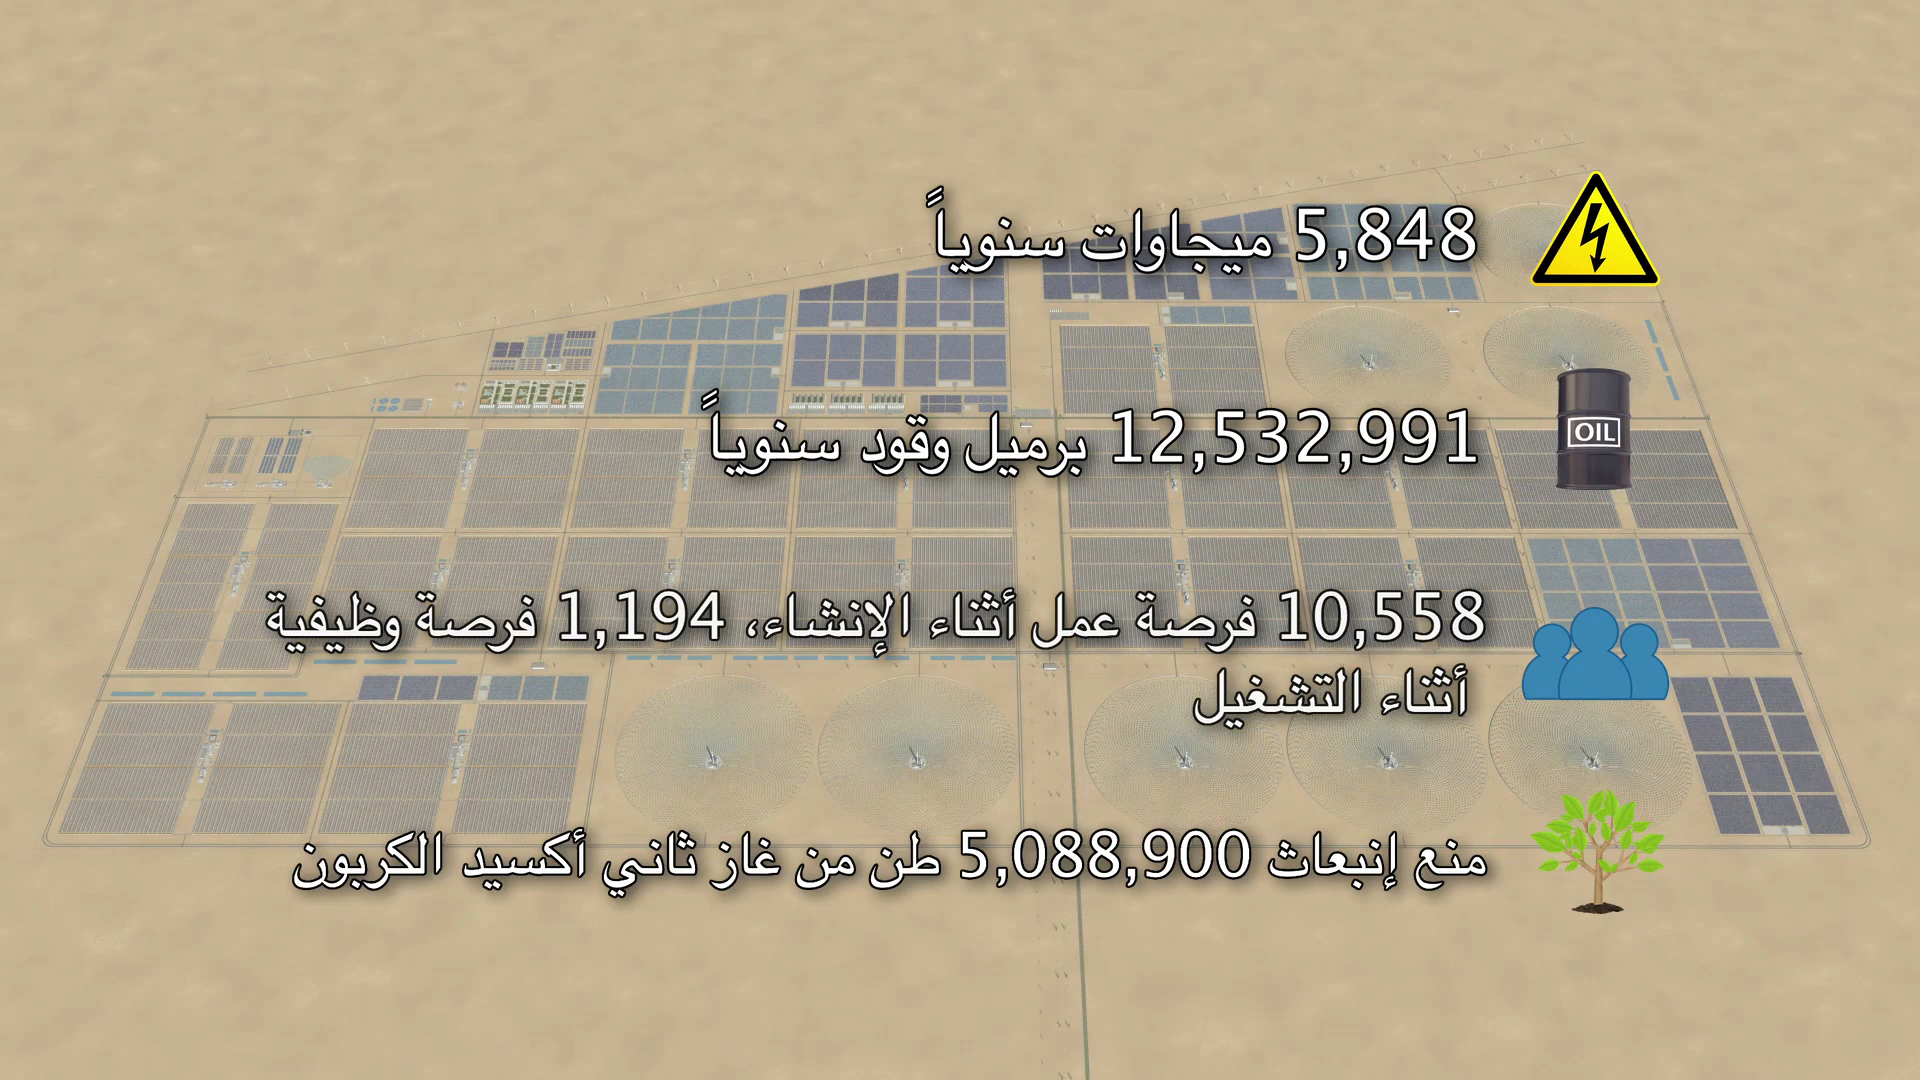 5,848 ميجاوات سنوياً
12,532,991 برميل وقود سنوياً
OIL
10,558 فرصة عمل أثناء الإنشاء، 1,194 فرصة وظيفية
أثناء التشغيل
منع إنبعاث 5,088,900 طن من غاز ثاني أكسيد الكربون